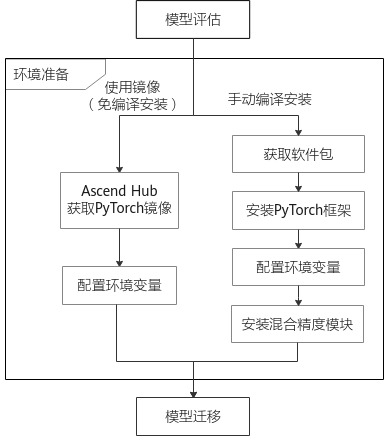 模型评估
环境准备
使用镜像
（免编译安装）
手动编译安装
Ascend Hub
获取PyTorch镜像
配置环境变量
获取软件包
安装PyTorch框架
配置环境变量
安装混合精度模块
模型迁移